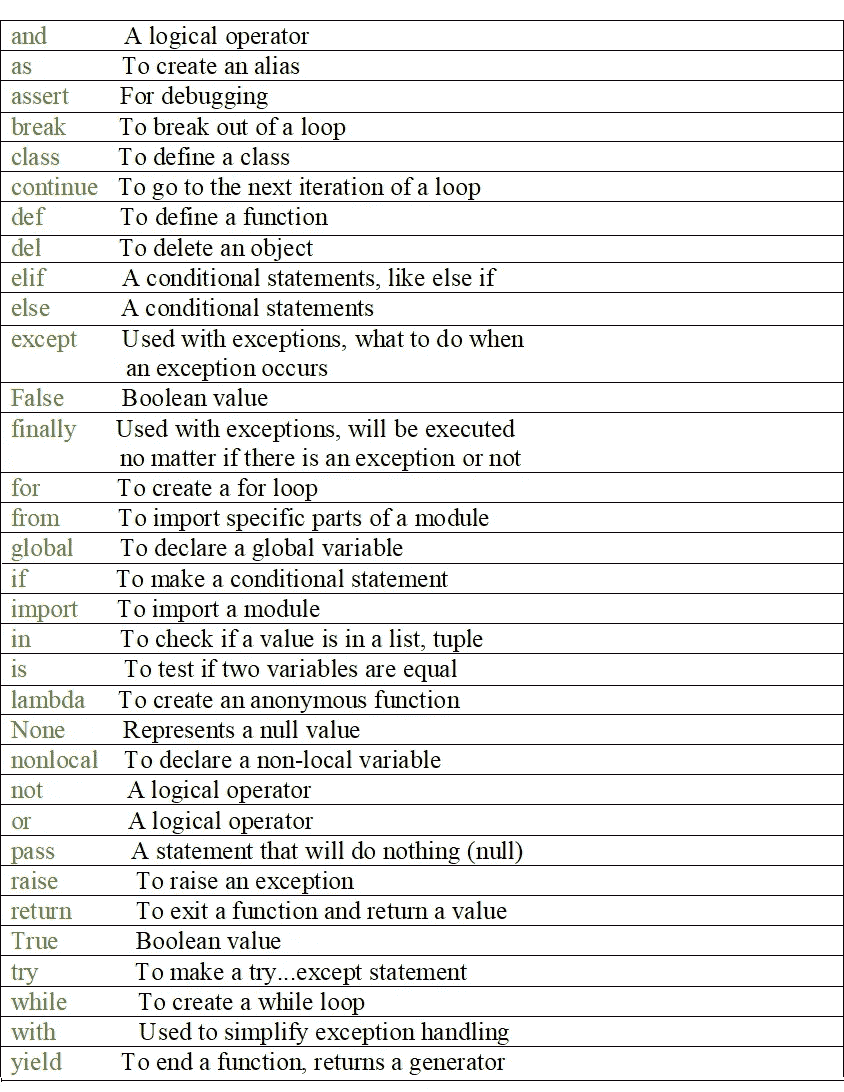 and A logical operator
as To create an alias
assert For debugging
break To break out of a loop
class To define a class
continue To go to the next iteration of a loop
def To define a function
del To delete an object
elif A conditional statements, like else if
else A conditional statements
except Used with exceptions, what to do when
an exception occurs
False Boolean value
finally Used with exceptions, will be executed
no matter if there is an exception or not
for To create a for loop
from To import specific parts of a module
global To declare a global variable
if To make a conditional statement
import To import a module
in To check if a value is in a list, tuple
is To test if two variables are equal
lambda To create an anonymous function
None Represents a null value
nonlocal To declare a non-local variable
not A logical operator
or A logical operator
pass A statement that will do nothing (null)
raise To raise an exception
return To exit a function and return a value
True Boolean value
try To make a try...except statement
while To create a while loop
with Used to simplify exception handling
yield To end a function, returns a generator